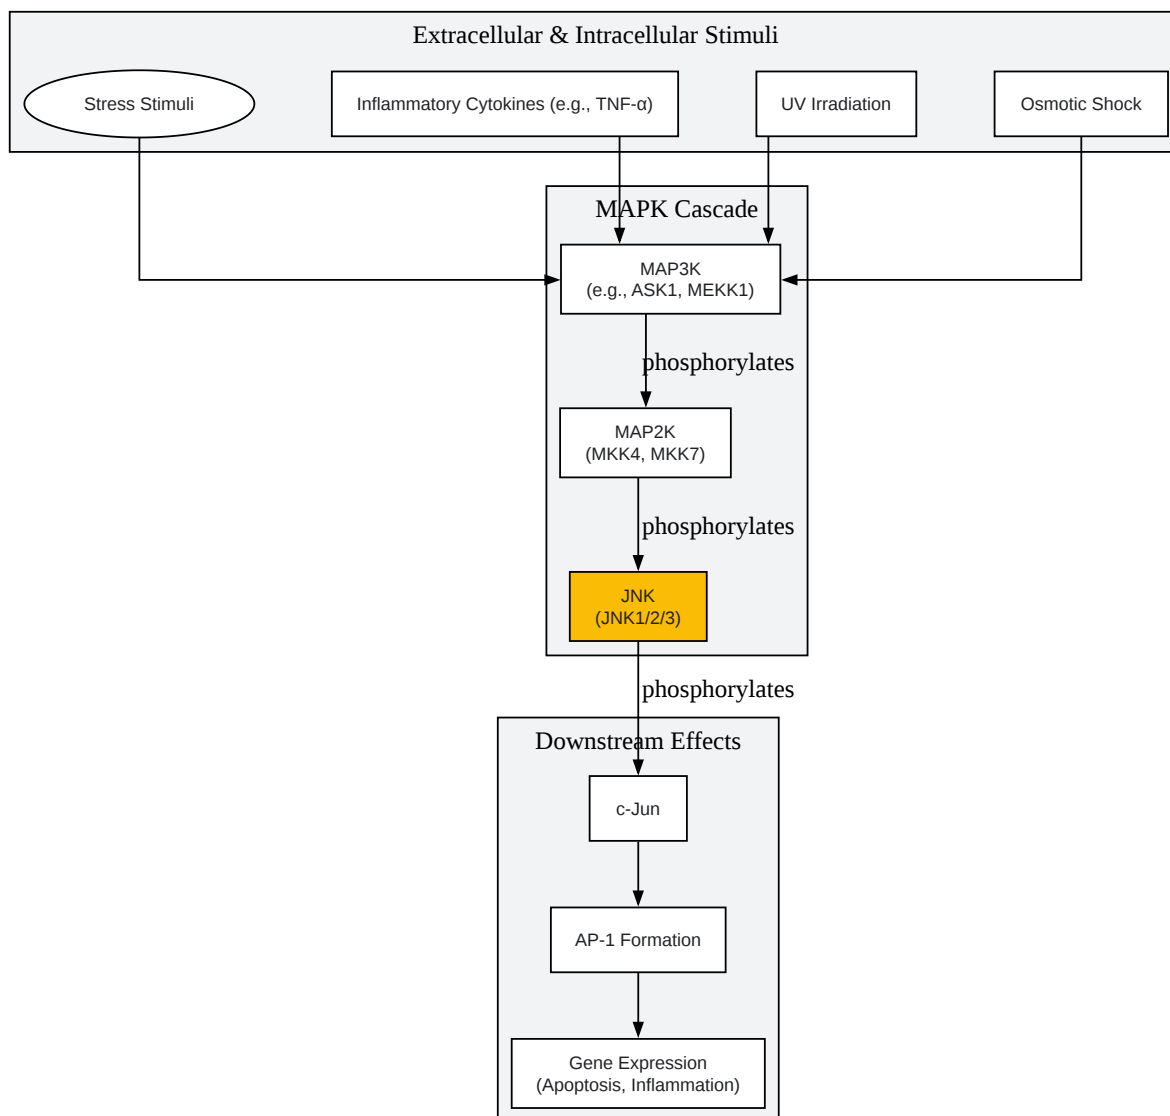 Extracellular & Intracellular Stimuli
Stress Stimuli
Inflammatory Cytokines (e.g., TNF-α)
UV Irradiation
Osmotic Shock
MAPK Cascade
MAP3K
(e.g., ASK1, MEKK1)
phosphorylates
MAP2K
(MKK4, MKK7)
phosphorylates
JNK
(JNK1/2/3)
phosphorylates
Downstream Effects
c-Jun
AP-1 Formation
Gene Expression
(Apoptosis, Inflammation)